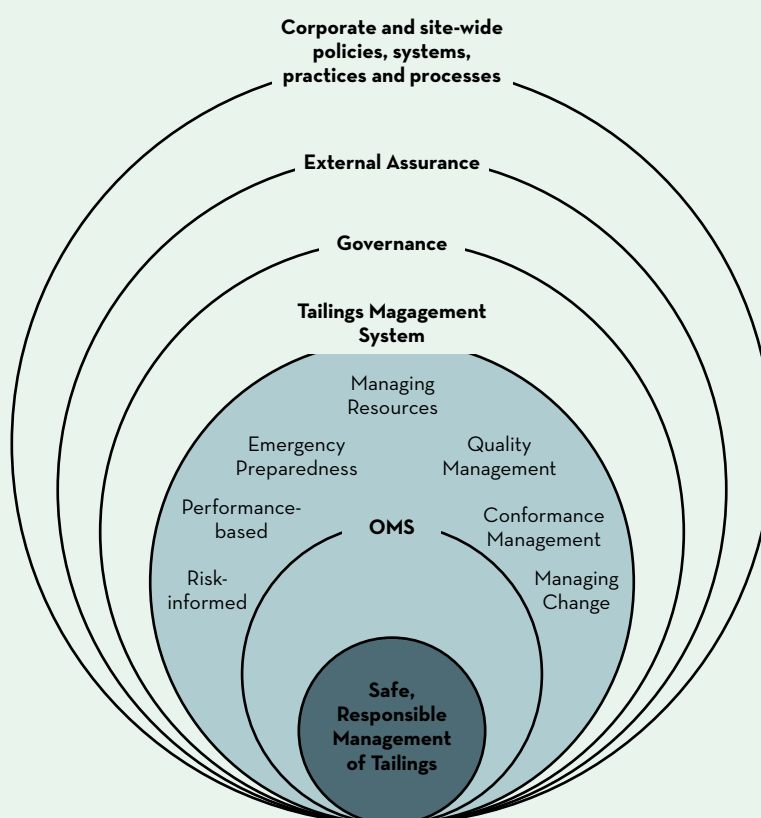 Corporate and site-wide
policies, systems,
practices and processes
External Assurance
Governance
Tailings Magagement
System
Managing
Resources
Emergency
Preparedness
Quality
Management
Performance-
based
OMS
Conformance
Management
Risk-
informed
Managing
Change
Safe,
Responsible
Management
of Tailings